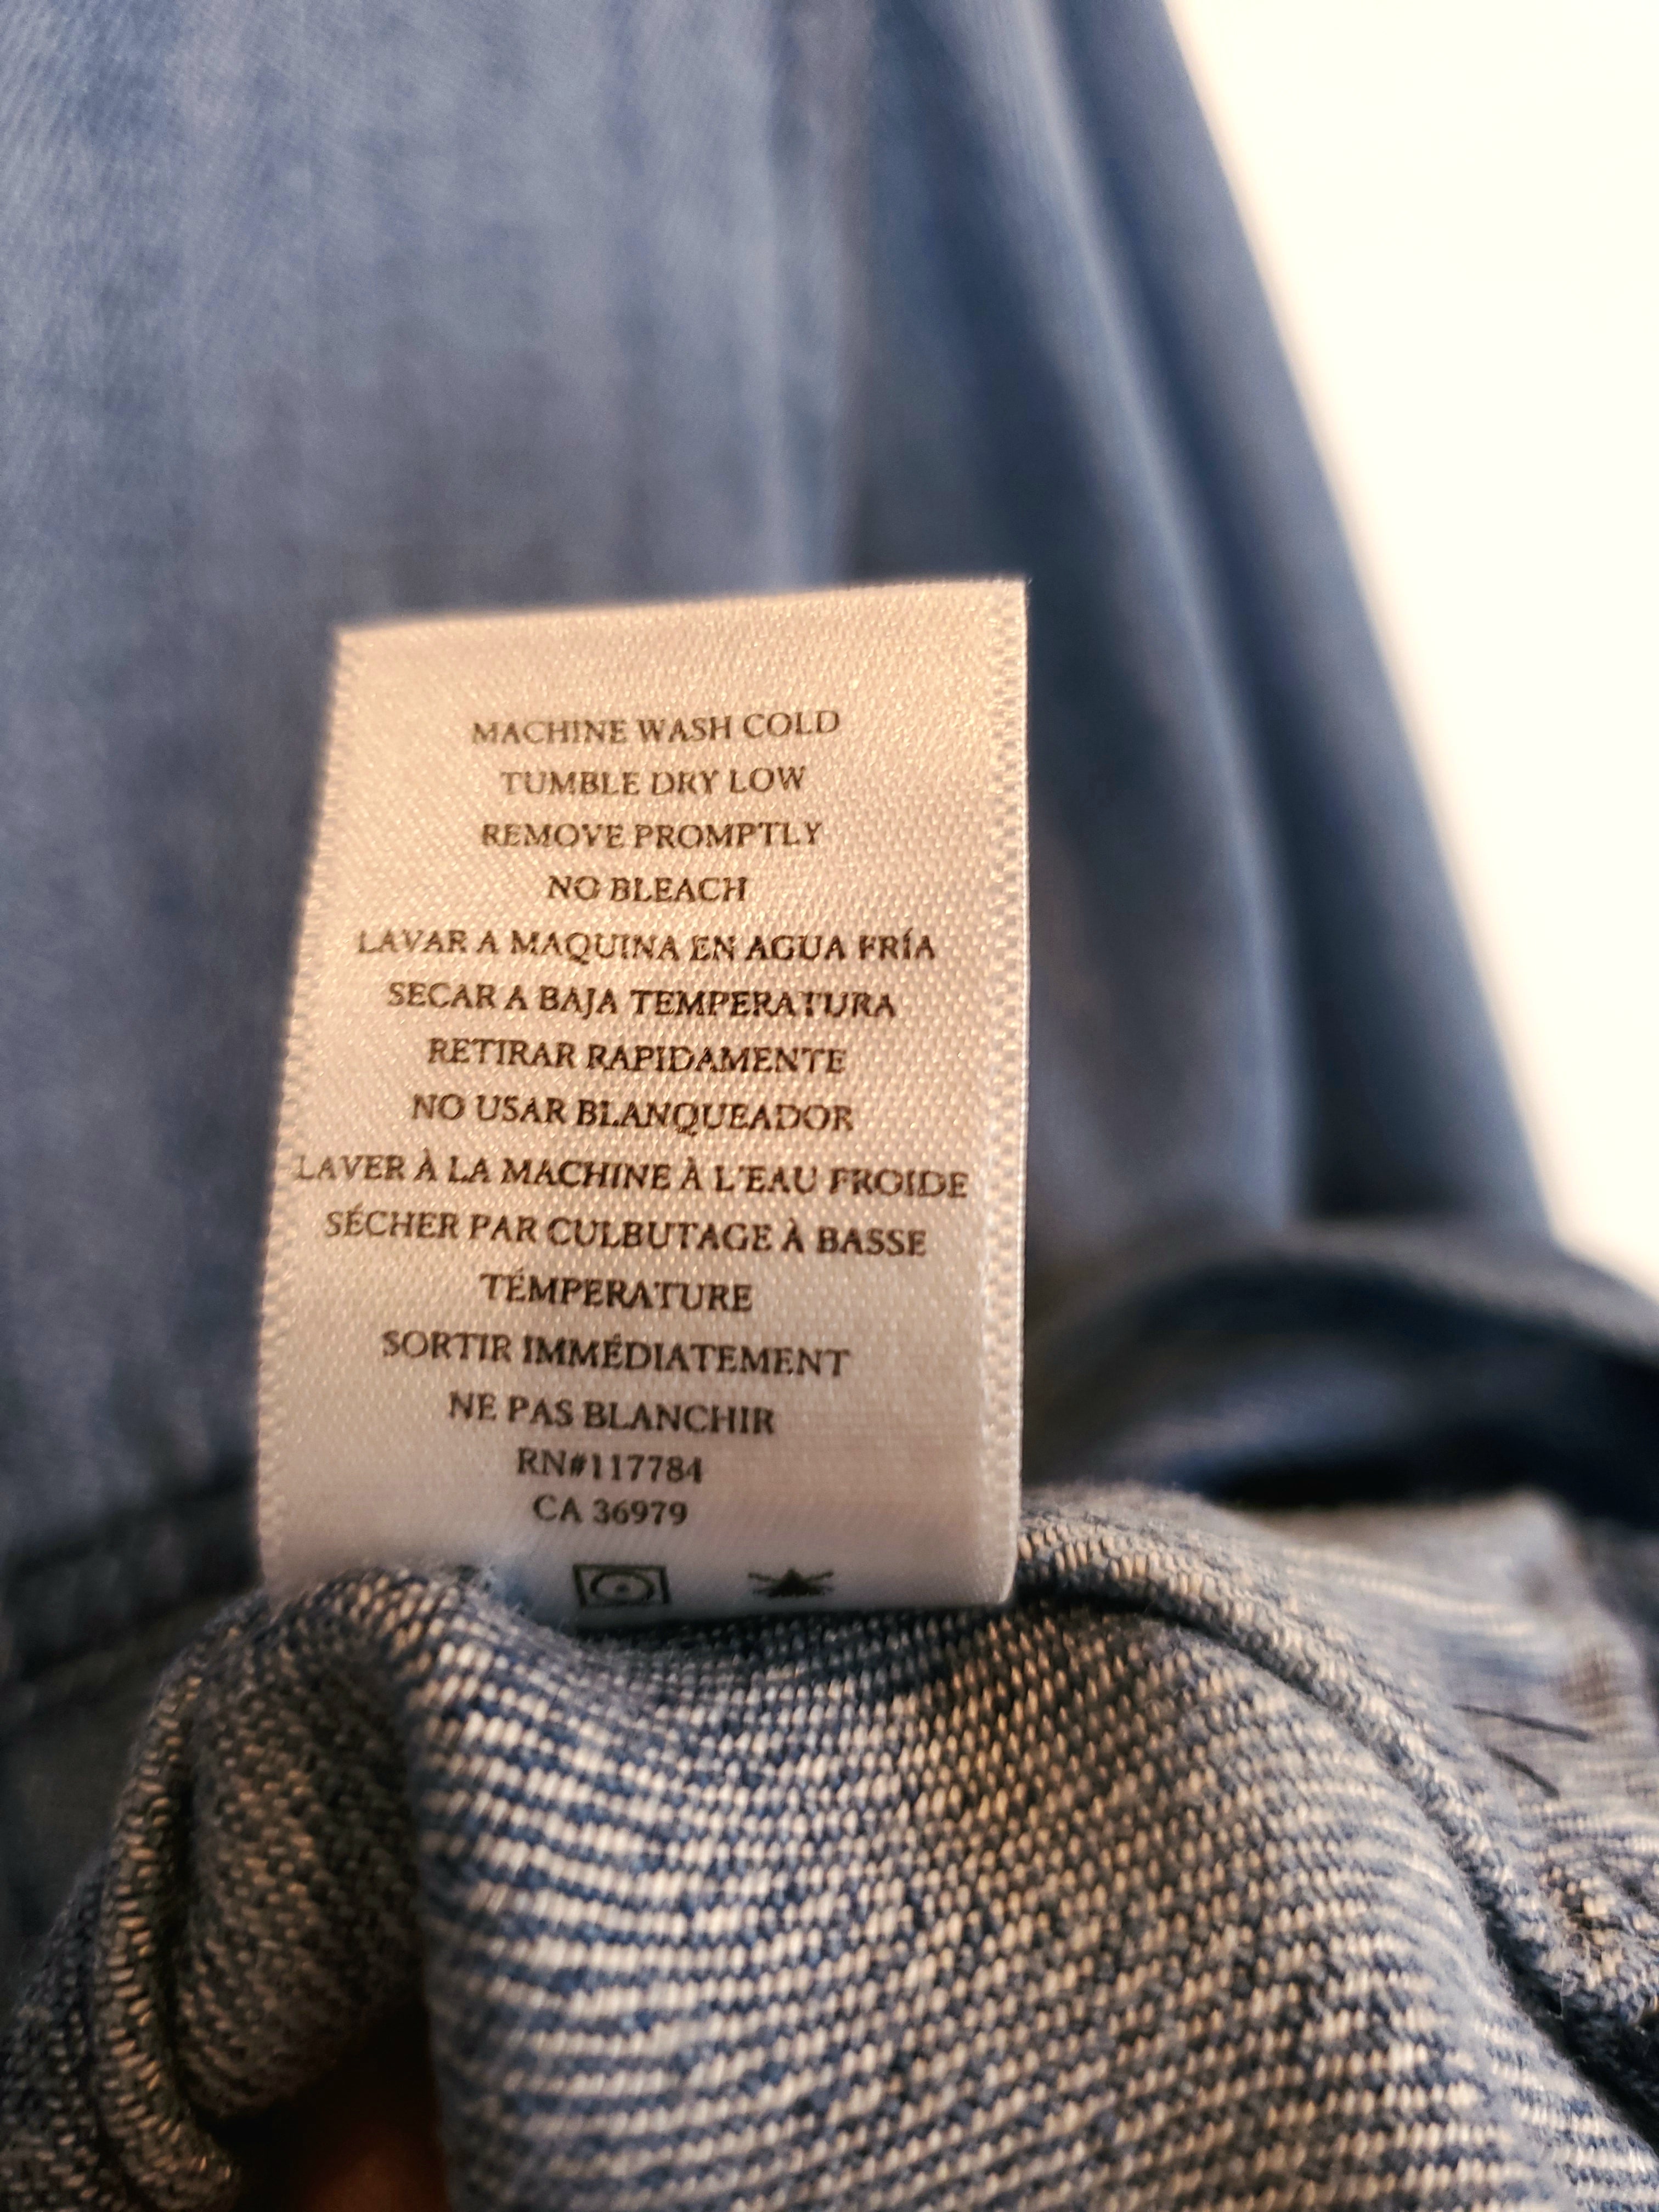 MACHINE WASH COLD
TUMBLE DRY LOW
REMOVE PROMPTLY
NO BLEACH
LAVAR A MAQUINA EN AGUA FRÍA
SECAR A BAJA TEMPERATURA
RETIRAR RAPIDAMENTE
NO USAR BLANQUEADOR
LAVER À LA MACHINE À L'EAU FROIDE
SÉCHER PAR CULBUTAGE À BASSE
TÉMPERATURE
SORTIR IMMÉDIATEMENT
NE PAS BLANCHIR
RN#117784
CA 36979